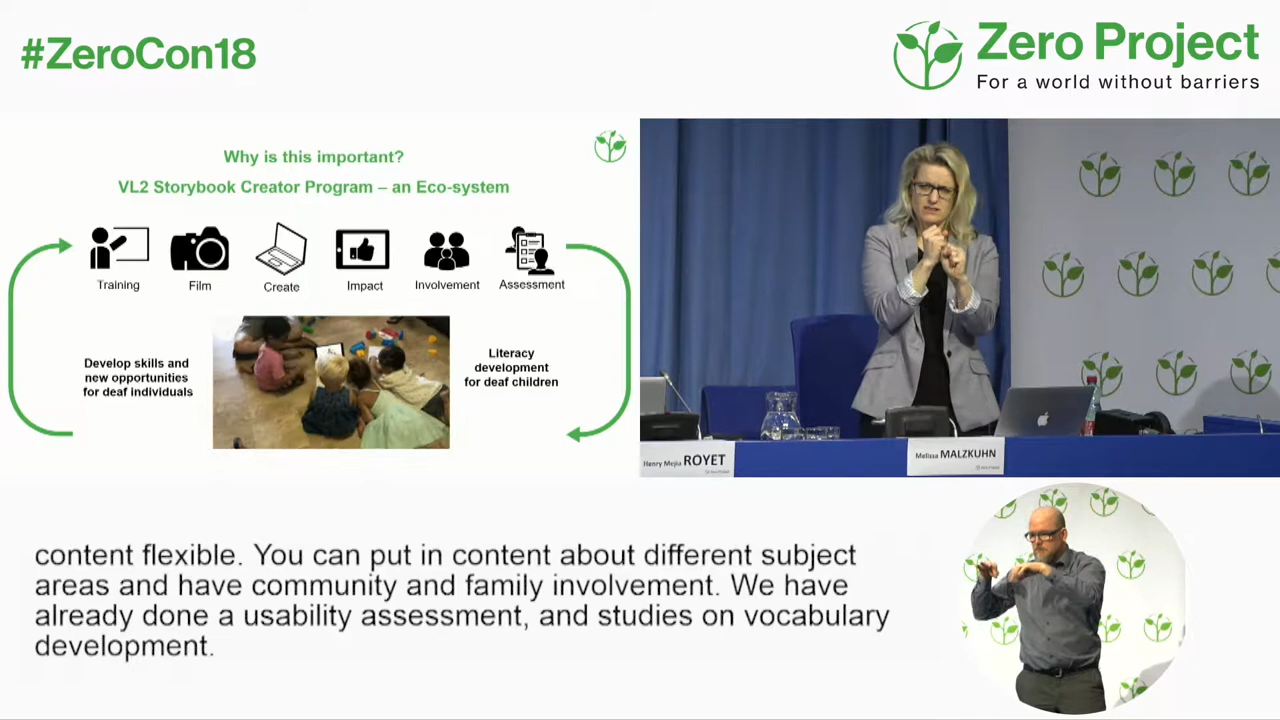 #ZeroCon18
Zero Project
For a world without barriers
Why is this important?
VL2 Storybook Creator Program – an Eco-system
Training
Film
Create
Impact
Involvement
Assessment
Develop skills and
new opportunities
for deaf individuals
Literacy
development
for deaf children
Henry Mejia ROYET
Melissa MALZKUHN
content flexible. You can put in content about different subject
areas and have community and family involvement. We have
already done a usability assessment, and studies on vocabulary
development.